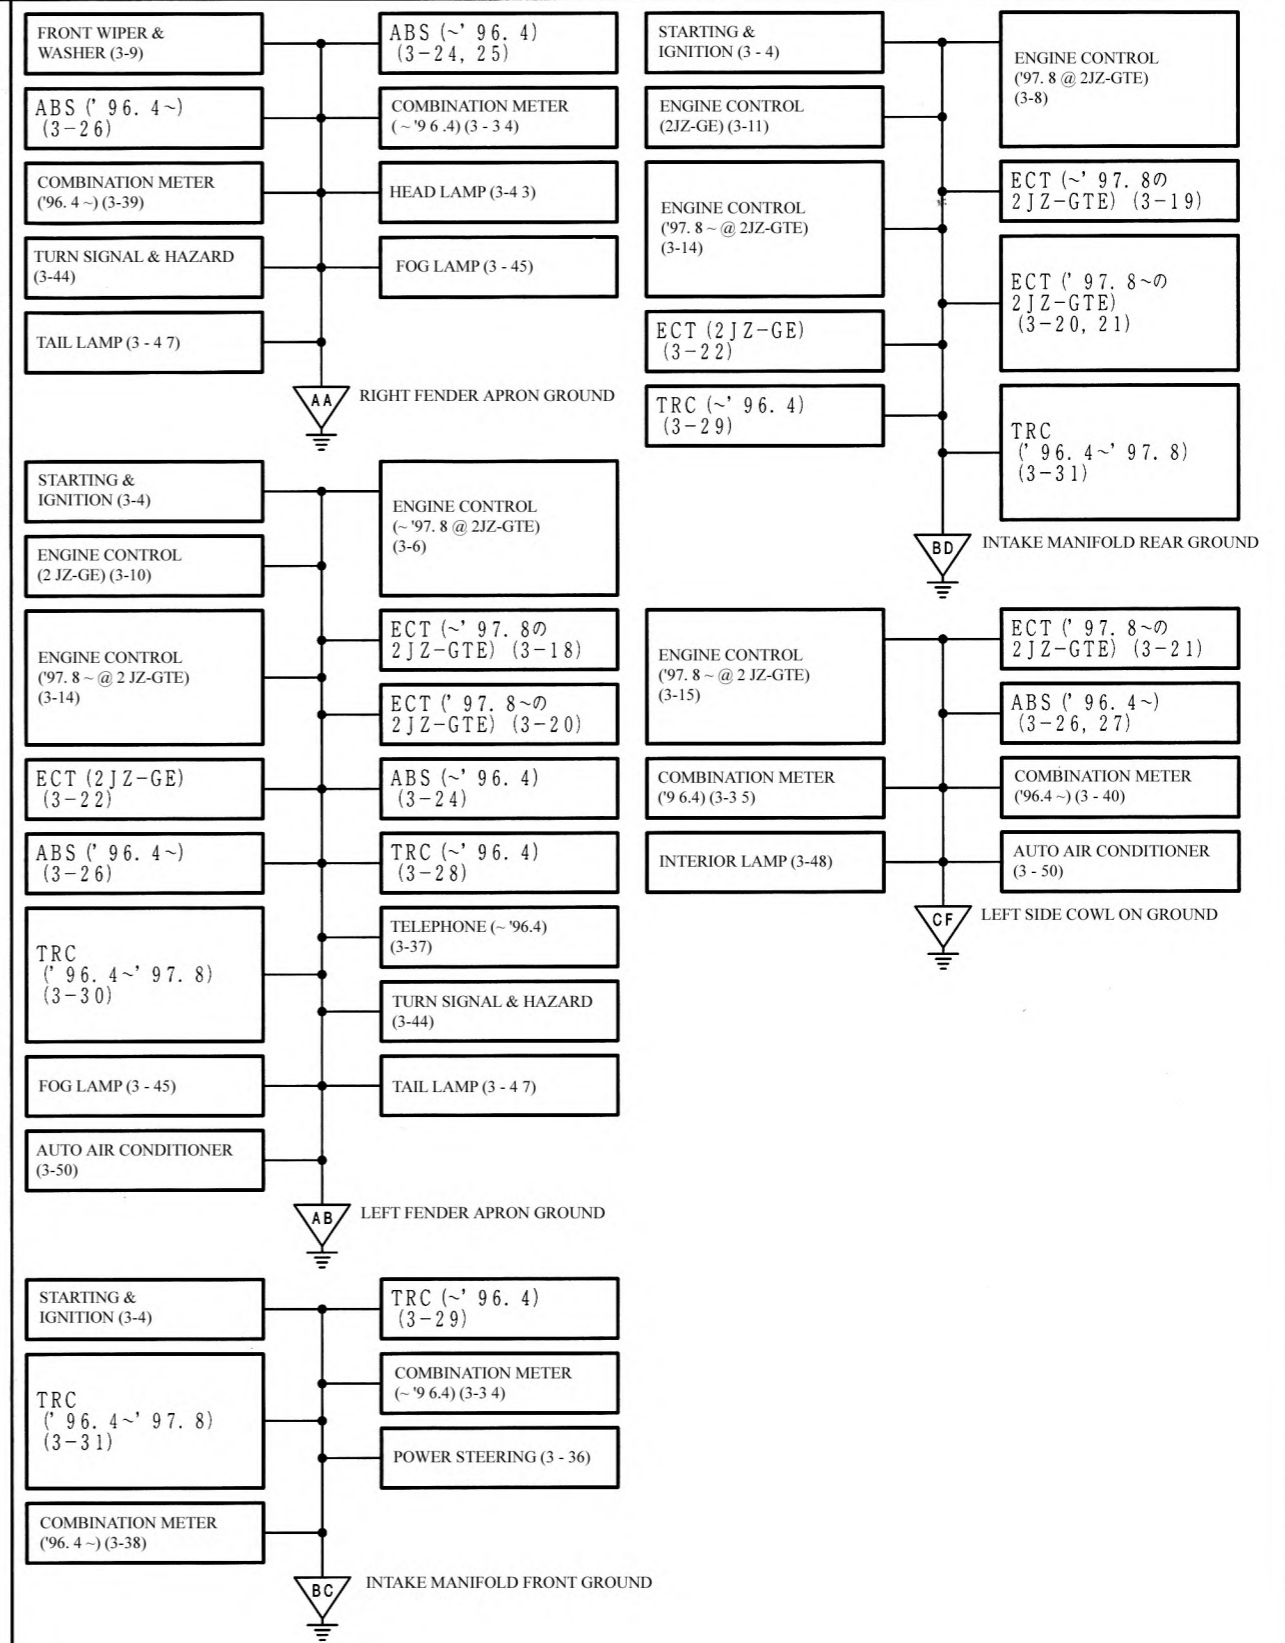 FRONT WIPER &
WASHER (3-9)
ABS (~' 96. 4)
(3-24, 25)
ABS (' 96. 4~)
(3-26)
COMBINATION METER
( ~ '9 6 .4) (3 - 3 4)
COMBINATION METER
('96. 4 ~) (3-39)
HEAD LAMP (3-4 3)
TURN SIGNAL & HAZARD
(3-44)
FOG LAMP (3 - 45)
TAIL LAMP (3 - 4 7)
AA
RIGHT FENDER APRON GROUND
STARTING &
IGNITION (3-4)
ENGINE CONTROL
(~ '97. 8 @ 2JZ-GTE)
(3-6)
ENGINE CONTROL
(2 JZ-GE) (3-10)
ENGINE CONTROL
('97. 8 ~ @ 2 JZ-GTE)
(3-14)
ECT (~' 97. 8の
2JZ-GTE) (3-18)
ECT (' 97. 8~の
2JZ-GTE) (3-20)
ECT (2JZ-GE)
(3-22)
ABS (~' 96. 4)
(3-24)
ABS (' 96. 4~)
(3-26)
TRC (~' 96. 4)
(3-28)
TRC
(' 96. 4~' 97. 8)
(3-30)
TELEPHONE (~ '96.4)
(3-37)
TURN SIGNAL & HAZARD
(3-44)
FOG LAMP (3 - 45)
TAIL LAMP (3 - 4 7)
AUTO AIR CONDITIONER
(3-50)
AB
LEFT FENDER APRON GROUND
STARTING &
IGNITION (3-4)
TRC (~' 96. 4)
(3-29)
TRC
(' 96. 4~' 97. 8)
(3-31)
COMBINATION METER
(~ '9 6.4) (3-3 4)
POWER STEERING (3 - 36)
COMBINATION METER
('96. 4 ~) (3-38)
BC
INTAKE MANIFOLD FRONT GROUND
STARTING &
IGNITION (3 - 4)
ENGINE CONTROL
('97. 8 @ 2JZ-GTE)
(3-8)
ENGINE CONTROL
(2JZ-GE) (3-11)
ENGINE CONTROL
('97. 8 ~ @ 2JZ-GTE)
(3-14)
ECT (~' 97. 8の
2JZ-GTE) (3-19)
ECT (' 97. 8~の
2JZ-GTE)
(3-20, 21)
ECT (2JZ-GE)
(3-22)
TRC (~' 96. 4)
(3-29)
TRC
(' 96. 4~' 97. 8)
(3-31)
BD
INTAKE MANIFOLD REAR GROUND
ENGINE CONTROL
('97. 8 ~ @ 2 JZ-GTE)
(3-15)
ECT (' 97. 8~の
2JZ-GTE) (3-21)
ABS (' 96. 4~)
(3-26, 27)
COMBINATION METER
('9 6.4) (3-3 5)
COMBINATION METER
('96.4 ~) (3 - 40)
INTERIOR LAMP (3-48)
AUTO AIR CONDITIONER
(3 - 50)
CF
LEFT SIDE COWL ON GROUND